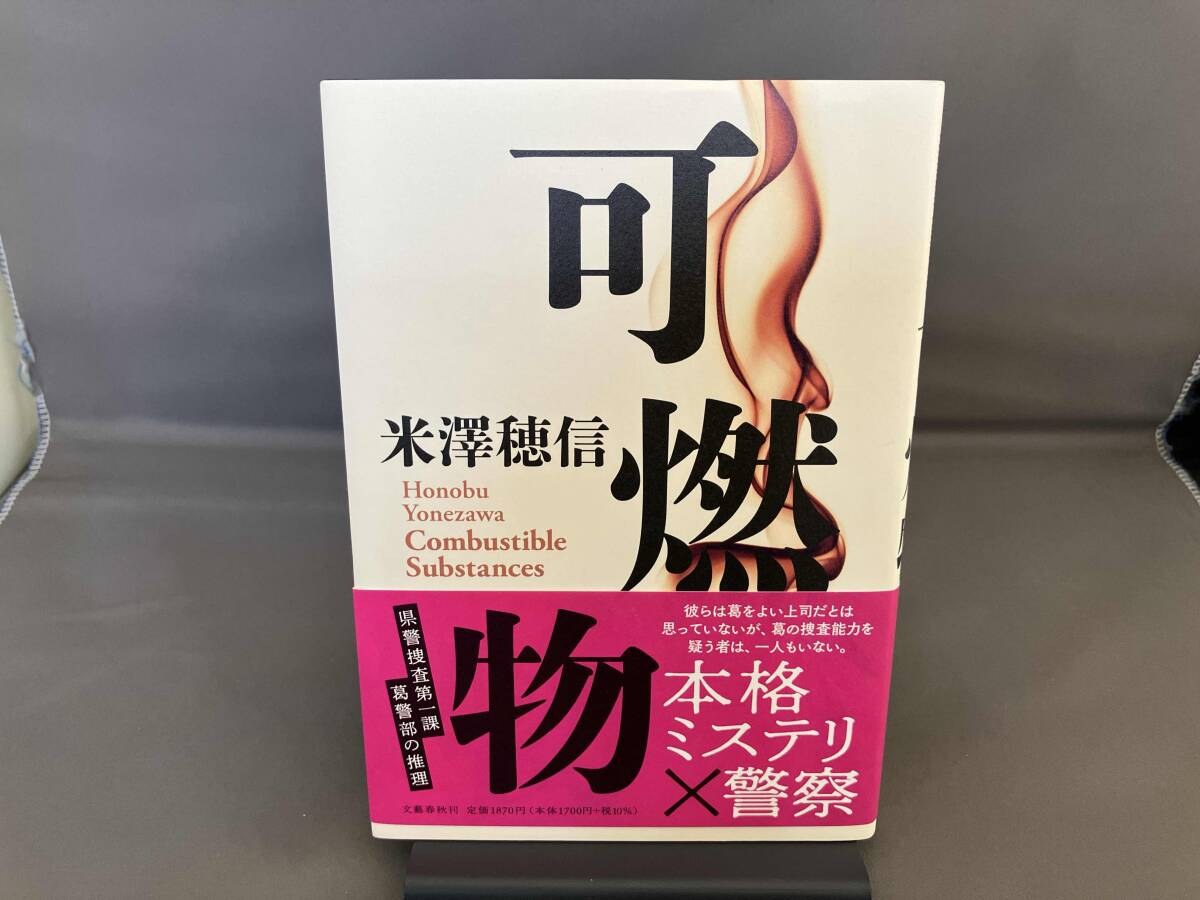 可燃物
米澤穂信
Honobu
Yonezawa
Combustible
Substances
県警捜査第一課
葛警部の推理
彼らは葛をよい上司だとは
思っていないが、葛の捜査能力を
疑う者は、一人もいない。
本格
ミステリ
×警察
文藝春秋刊 定価1870円(本体1700円+税10%)